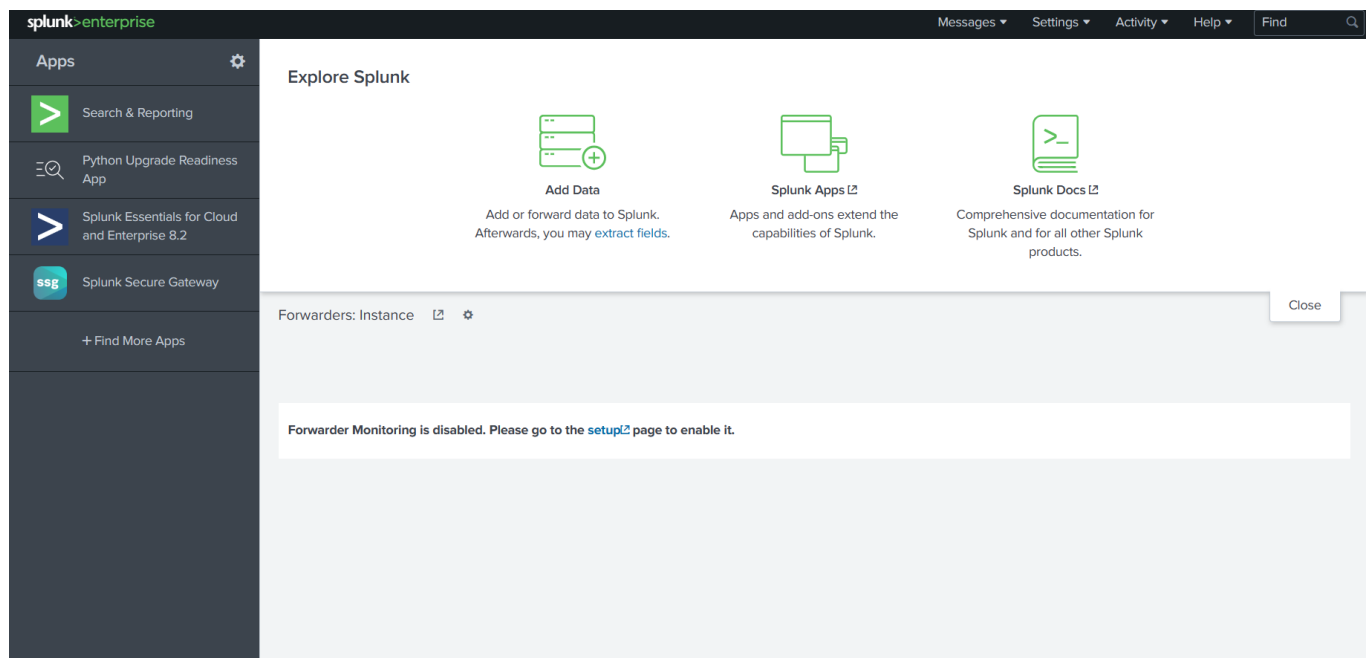 splunk>enterprise
Messages Settings Activity Help Find
Apps
Search & Reporting
Python Upgrade Readiness
App
Splunk Essentials for Cloud
and Enterprise 8.2
ssg Splunk Secure Gateway
+ Find More Apps
Explore Splunk
Add Data
Add or forward data to Splunk.
Afterwards, you may extract fields.
Splunk Apps
Apps and add-ons extend the
capabilities of Splunk.
Splunk Docs
Comprehensive documentation for
Splunk and for all other Splunk
products.
Close
Forwarders: Instance
Forwarder Monitoring is disabled. Please go to the setup page to enable it.